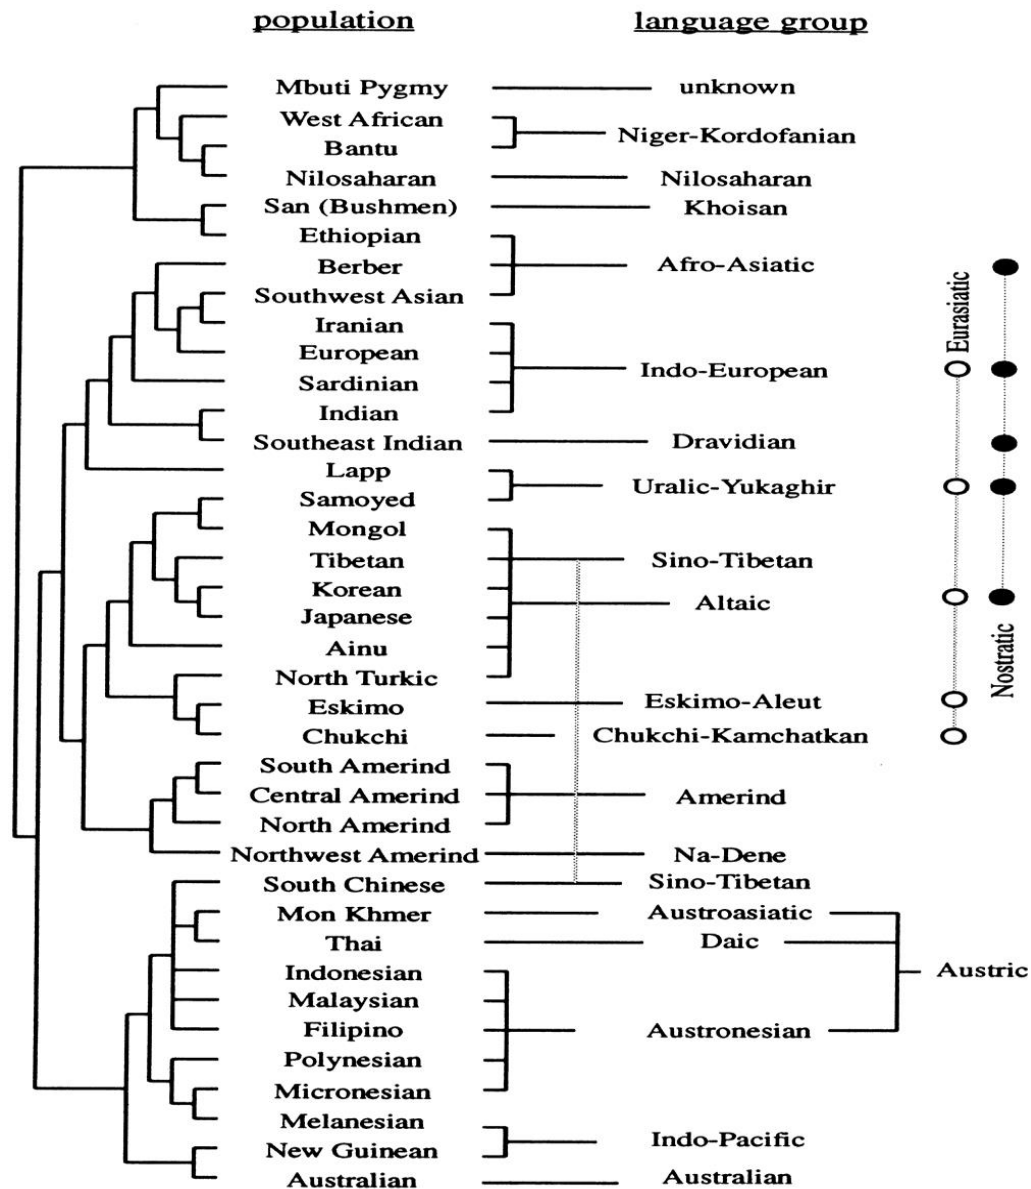 population language group
Mbuti Pygmy unknown
West African
Niger-Kordofanian
Bantu
Nilosaharan Nilosaharan
San (Bushmen) Khoisan
Ethiopian
Berber Afro-Asiatic
Southwest Asian
Eurasiatic
Iranian
European
Indo-European
Sardinian
Indian
Southeast Indian Dravidian
Lapp
Uralic-Yukaghir
Samoyed
Mongol
Tibetan Sino-Tibetan
Korean
Altaic
Japanese
Ainu
Nostratic
North Turkic
Eskimo Eskimo-Aleut
Chukchi Chukchi-Kamchatkan
South Amerind
Central Amerind Amerind
North Amerind
Northwest Amerind Na-Dene
South Chinese Sino-Tibetan
Mon Khmer Austroasiatic
Thai Daic
Indonesian Austric
Malaysian
Filipino Austronesian
Polynesian
Micronesian
Melanesian
Indo-Pacific
New Guinean
Australian Australian